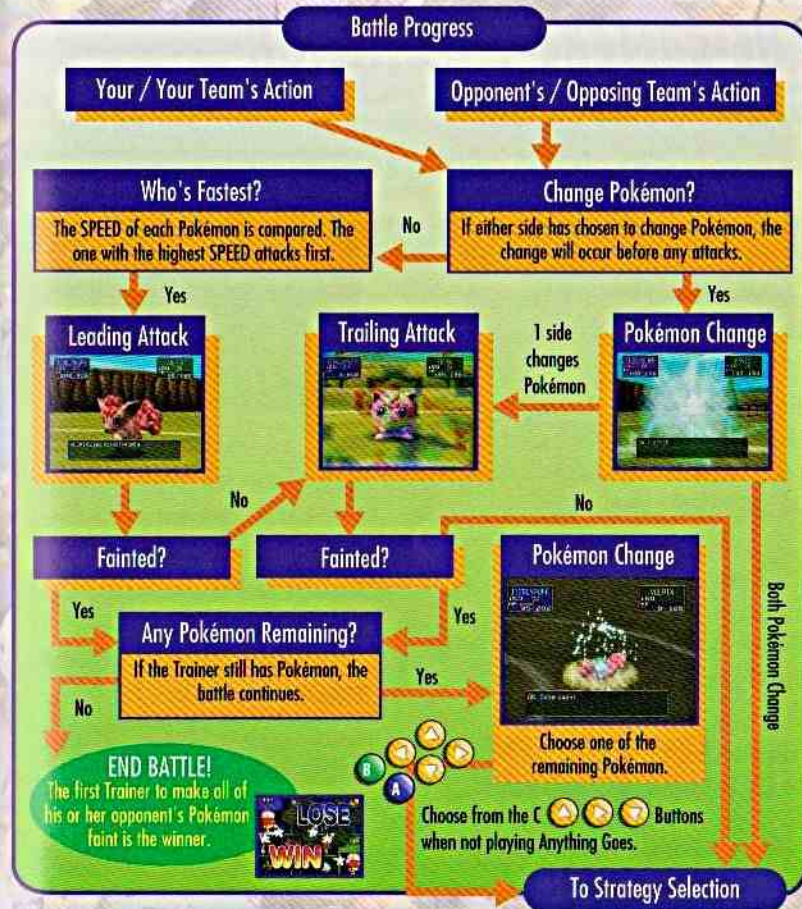 Battle Progress
Your / Your Team's Action
Opponent's / Opposing Team's Action
Who's Fastest?
The SPEED of each Pokémon is compared. The
one with the highest SPEED attacks first.
No
Change Pokémon?
If either side has chosen to change Pokémon, the
change will occur before any attacks.
Yes
Yes
Leading Attack
Trailing Attack
1 side
changes
Pokémon
Pokémon Change
No
No
Fainted?
Fainted?
Pokémon Change
Both Pokémon Change
Yes
Yes
Any Pokémon Remaining?
If the Trainer still has Pokémon, the
battle continues.
Yes
No
Choose one of the
remaining Pokémon.
END BATTLE!
The first Trainer to make all of
his or her opponent's Pokémon
faint is the winner.
LOSE
WIN
B
A
Choose from the C Buttons
when not playing Anything Goes.
To Strategy Selection